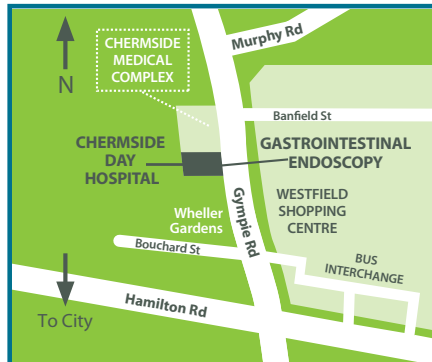 CHERMSIDE
MEDICAL
COMPLEX
Murphy Rd
N
Banfield St
CHERMSIDE
DAY
HOSPITAL
GASTROINTESTINAL
ENDOSCOPY
Gympie Rd
WESTFIELD
SHOPPING
CENTRE
Wheller
Gardens
Bouchard St
BUS
INTERCHANGE
Hamilton Rd
To City